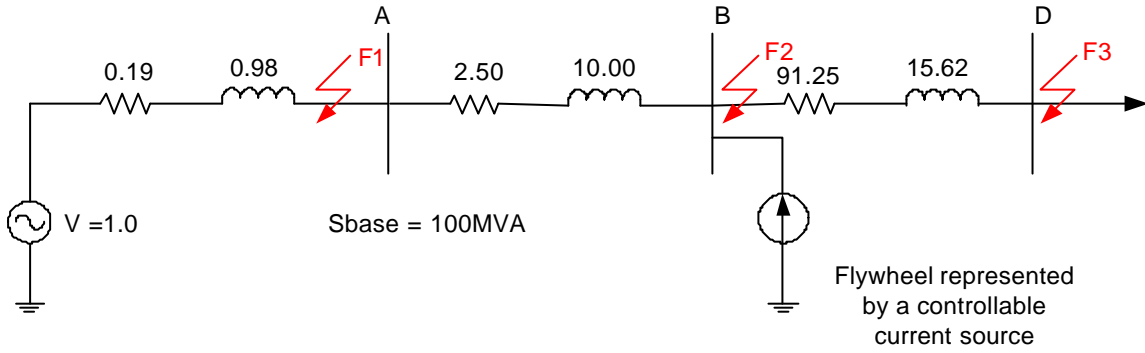 A
B
D
0.19
0.98
F1
2.50
10.00
F2
91.25
15.62
F3
V =1.0
Sbase = 100MVA
Flywheel represented
by a controllable
current source